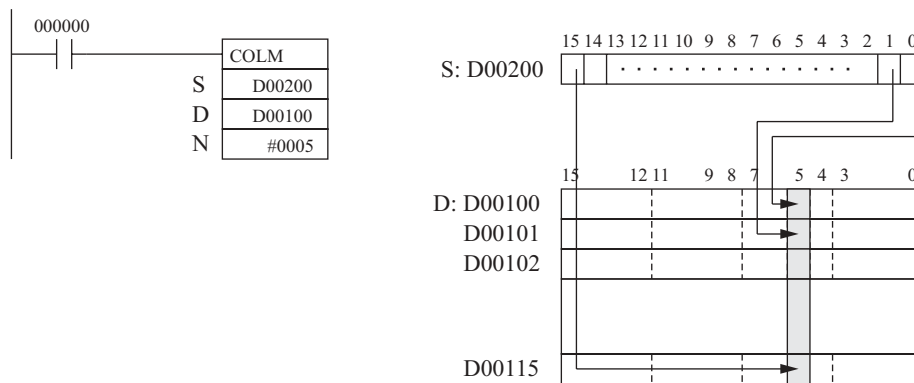 000000
COLM
S D00200
D D00100
N #0005
15 14 13 12 11 10 9 8 7 6 5 4 3 2 1 0
S: D00200
15 12 11 9 8 7 5 4 3 0
D: D00100
D00101
D00102
D00115